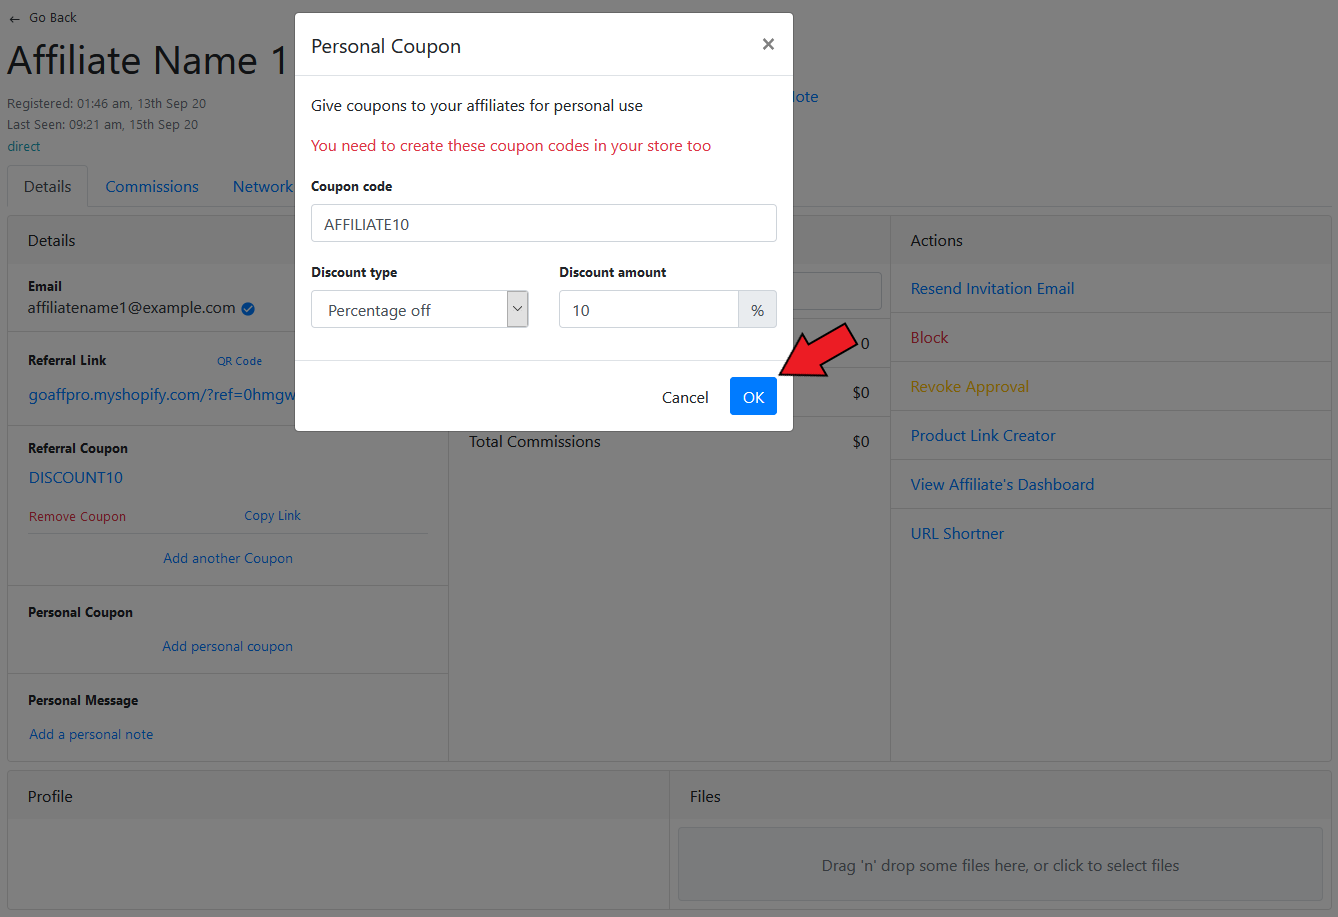 ← Go Back
Affiliate Name 1
Registered: 01:46 am, 13th Sep 20
Last Seen: 09:21 am, 15th Sep 20
direct
Details Commissions Network
Personal Coupon ×
Give coupons to your affiliates for personal use
You need to create these coupon codes in your store too
Coupon code
AFFILIATE10
Discount type Discount amount
Percentage off 10 %
Cancel OK
Details
Email
affiliatename1@example.com
Referral Link QR Code
goaffpro.myshopify.com/?ref=0hmgw
Referral Coupon
DISCOUNT10
Remove Coupon Copy Link
Add another Coupon
Personal Coupon
Add personal coupon
Personal Message
Add a personal note
0
$0
Total Commissions $0
Actions
Resend Invitation Email
Block
Revoke Approval
Product Link Creator
View Affiliate's Dashboard
URL Shortner
Profile
Files
Drag 'n' drop some files here, or click to select files